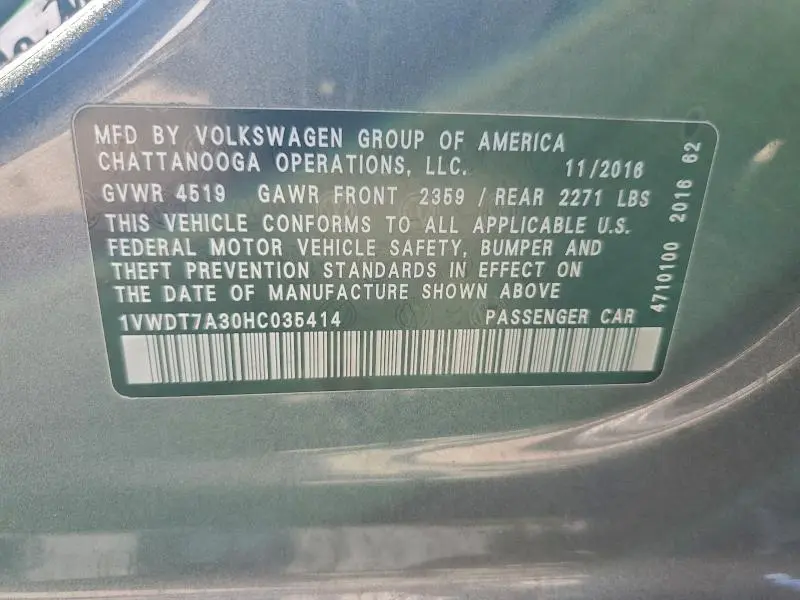 MFD BY VOLKSWAGEN GROUP OF AMERICA
CHATTANOOGA OPERATIONS, LLC. 11/2016
GVWR 4519 GAWR FRONT 2359 / REAR 2271 LBS
THIS VEHICLE CONFORMS TO ALL APPLICABLE U.S.
FEDERAL MOTOR VEHICLE SAFETY, BUMPER AND
THEFT PREVENTION STANDARDS IN EFFECT ON
THE DATE OF MANUFACTURE SHOWN ABOVE
1VWDT7A30HC035414 PASSENGER CAR
4710100 2016 62